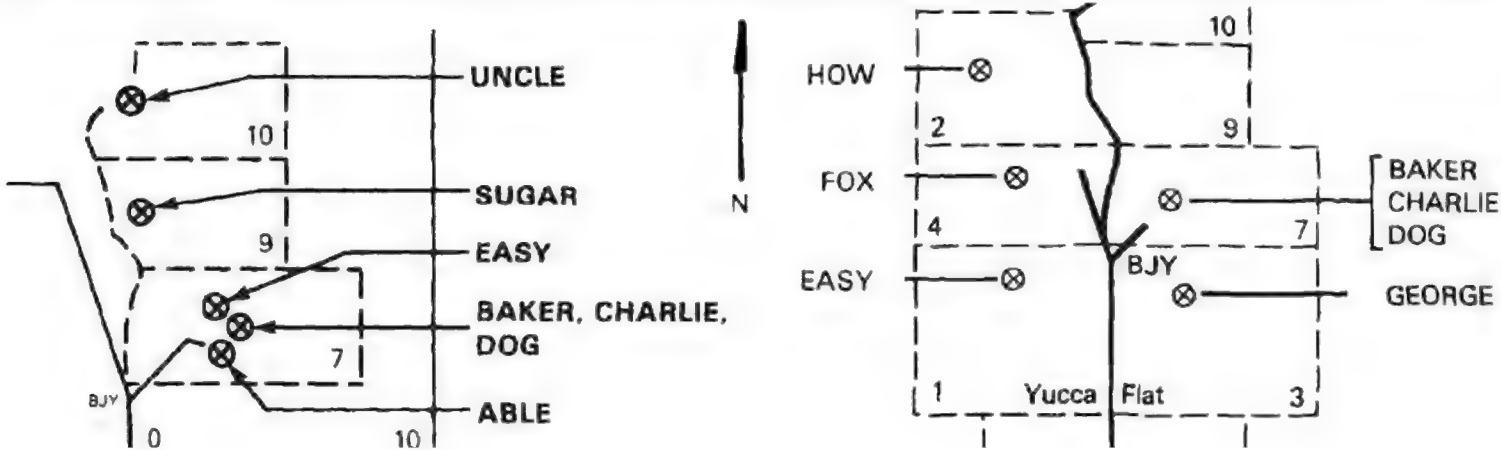 UNCLE
10
SUGAR
9
EASY
BAKER, CHARLIE,
DOG
7
ABLE
BJY
0
10
N
10
HOW
2
9
FOX
BAKER
CHARLIE
DOG
4
7
BJY
EASY
GEORGE
1
Yucca Flat
3